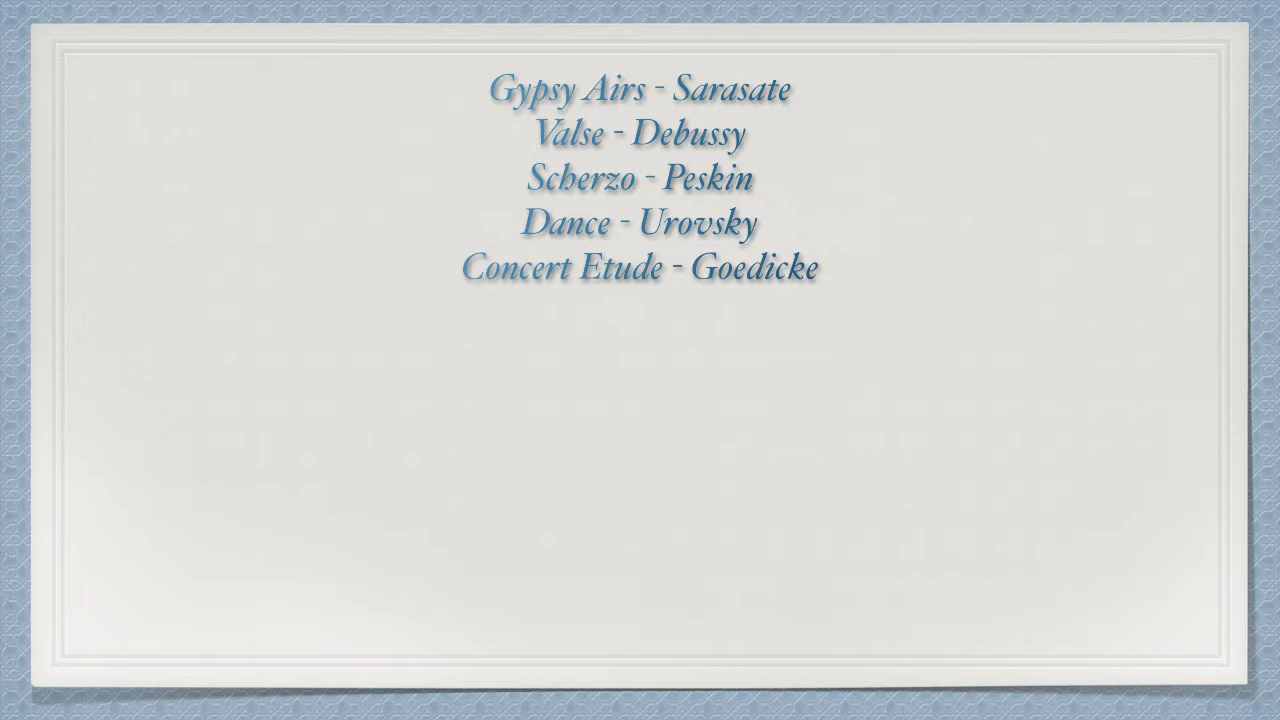 Gypsy Airs - Sarasate
Valse - Debussy
Scherzo - Peskin
Dance - Urovsky
Concert Etude - Goedicke